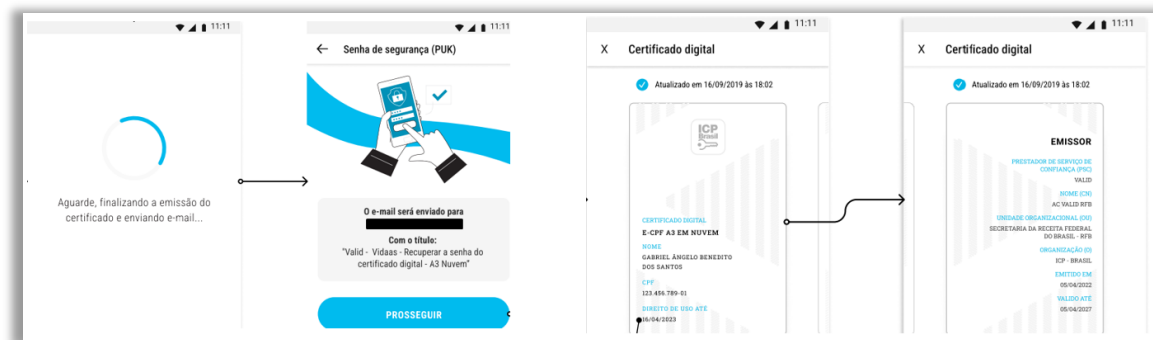 11:11
Aguarde, finalizando a emissão do
certificado e enviando e-mail...
11:11
Senha de segurança (PUK)
O e-mail será enviado para
Com o título:
"Valid - Vidaas - Recuperar a senha do
certificado digital - A3 Nuvem"
PROSSEGUIR
11:11
X Certificado digital
Atualizado em 16/09/2019 às 18:02
ICP
Brasil
CERTIFICADO DIGITAL
E-CPF A3 EM NUVEM
NOME
GABRIEL ÂNGELO BENEDITO
DOS SANTOS
CPF
123.456.789-01
DIREITO DE USO ATÉ
16/04/2023
11:11
X Certificado digital
Atualizado em 16/09/2019 às 18:02
EMISSOR
PRESTADOR DE SERVIÇO DE
CONFIANÇA (PSC)
VALID
NOME (CN)
AC VALID RFB
UNIDADE ORGANIZACIONAL (OU)
SECRETARIA DA RECEITA FEDERAL
DO BRASIL - RFB
ORGANIZAÇÃO (O)
ICP - BRASIL
EMITIDO EM
05/04/2022
VALIDO ATÉ
05/04/2027